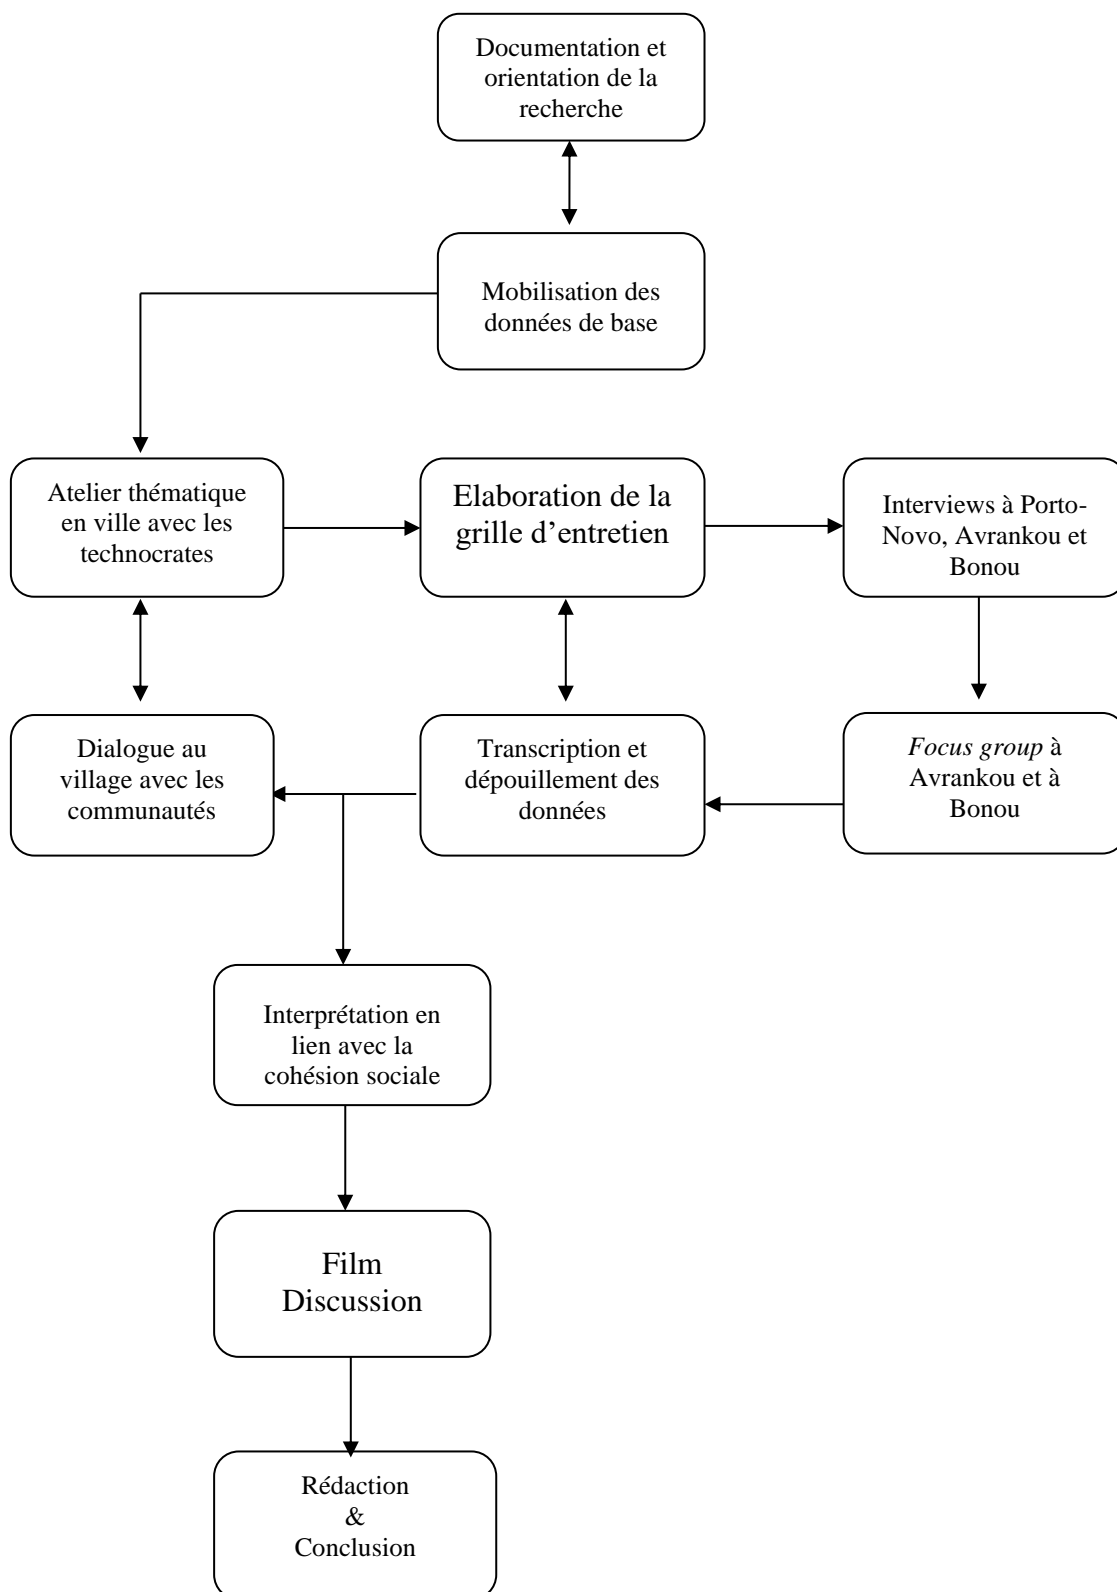 Documentation et
orientation de la
recherche
Mobilisation des
données de base
Atelier thématique
en ville avec les
technocrates
Elaboration de la
grille d’entretien
Interviews à Porto-
Novo, Avrankou et
Bonou
Dialogue au
village avec les
communautés
Transcription et
dépouillement des
données
Focus group à
Avrankou et à
Bonou
Interprétation en
lien avec la
cohésion sociale
Film
Discussion
Rédaction
&
Conclusion